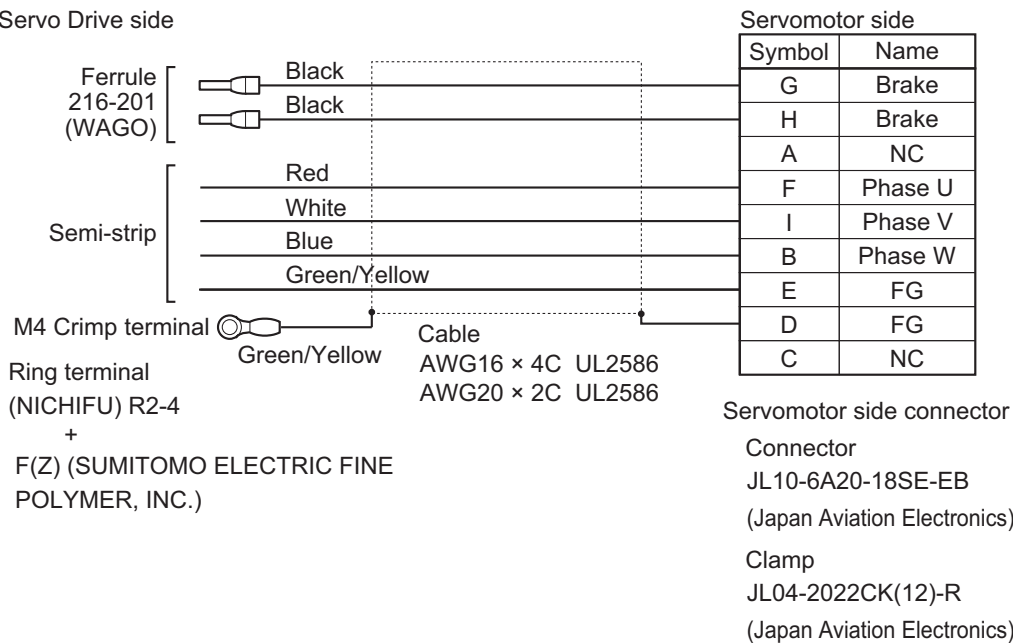 Servo Drive side
Servomotor side
Symbol Name
Ferrule
216-201
(WAGO)
Black
G Brake
Black
H Brake
A NC
Semi-strip
Red
F Phase U
White
I Phase V
Blue
B Phase W
Green/Yellow
E FG
M4 Crimp terminal
D FG
Green/Yellow
C NC
Cable
AWG16 × 4C UL2586
AWG20 × 2C UL2586
Ring terminal
(NICHIFU) R2-4
+
F(Z) (SUMITOMO ELECTRIC FINE
POLYMER, INC.)
Servomotor side connector
Connector
JL10-6A20-18SE-EB
(Japan Aviation Electronics)
Clamp
JL04-2022CK(12)-R
(Japan Aviation Electronics)